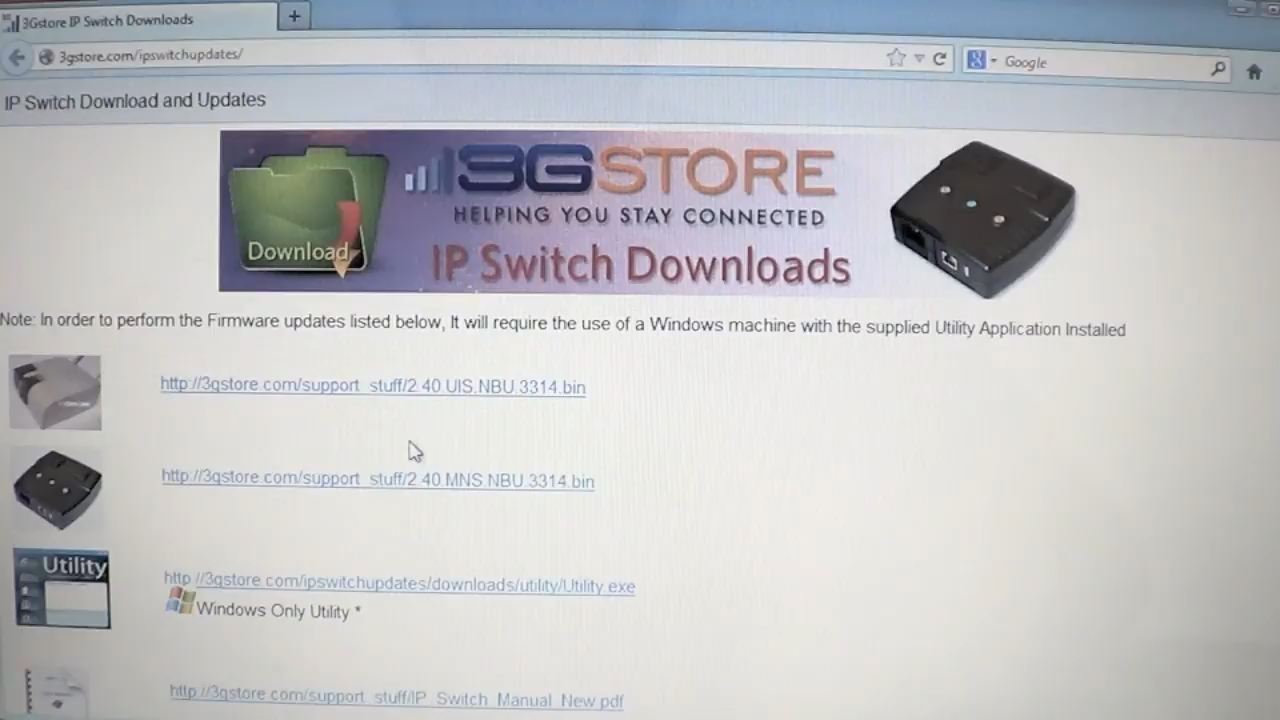 3Gstore IP Switch Downloads
+
3gstore.com/ipswitchupdates/
Google
IP Switch Download and Updates
Download
3GSTORE
HELPING YOU STAY CONNECTED
IP Switch Downloads
Note: In order to perform the Firmware updates listed below, It will require the use of a Windows machine with the supplied Utility Application Installed
http://3gstore.com/support_stuff/2.40.UIS.NBU.3314.bin
http://3gstore.com/support_stuff/2.40.MNS.NBU.3314.bin
Utility
http://3gstore.com/ipswitchupdates/downloads/utility/Utility.exe
Windows Only Utility *
http://3gstore.com/support_stuff/IP_Switch_Manual_New.pdf